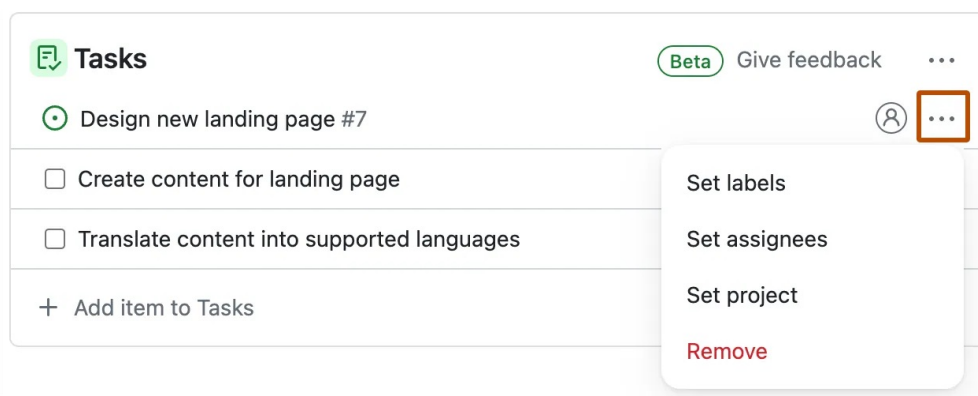 Tasks
Beta
Give feedback
Design new landing page #7
Create content for landing page
Translate content into supported languages
Add item to Tasks
Set labels
Set assignees
Set project
Remove